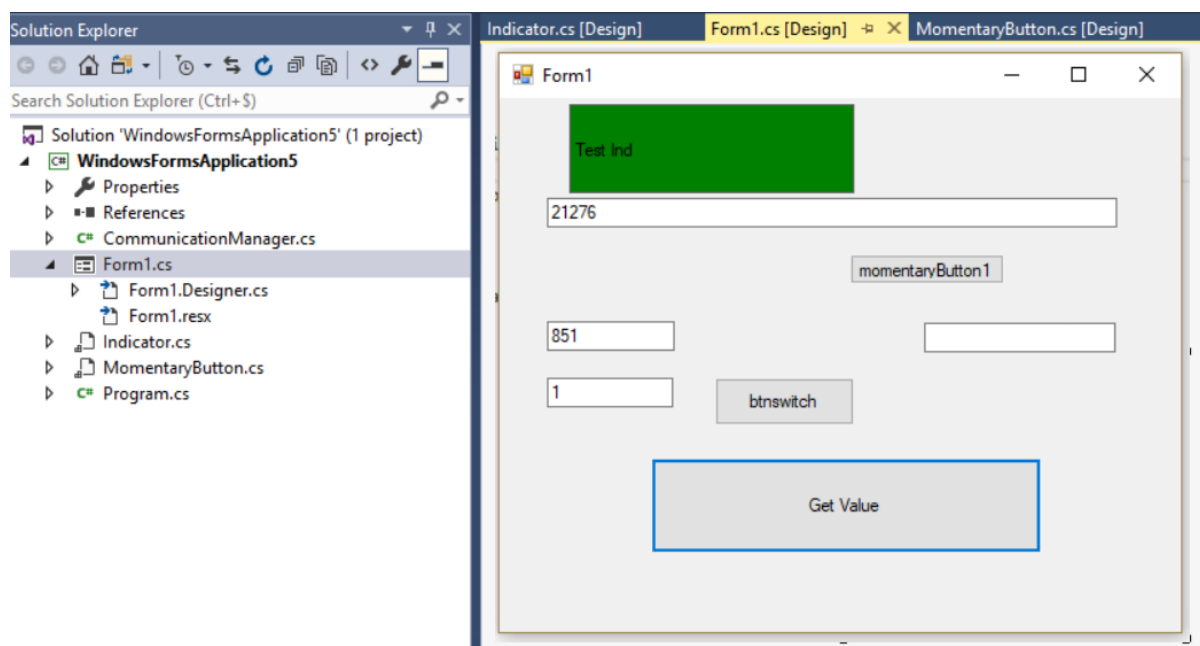 Solution Explorer
Search Solution Explorer (Ctrl+$)
Solution 'WindowsFormsApplication5' (1 project)
C# WindowsFormsApplication5
Properties
References
C# CommunicationManager.cs
Form1.cs
Form1.Designer.cs
Form1.resx
Indicator.cs
MomentaryButton.cs
C# Program.cs
Indicator.cs [Design] Form1.cs [Design] MomentaryButton.cs [Design]
Form1
Test Ind
21276
momentaryButton1
851
1
btnswitch
Get Value